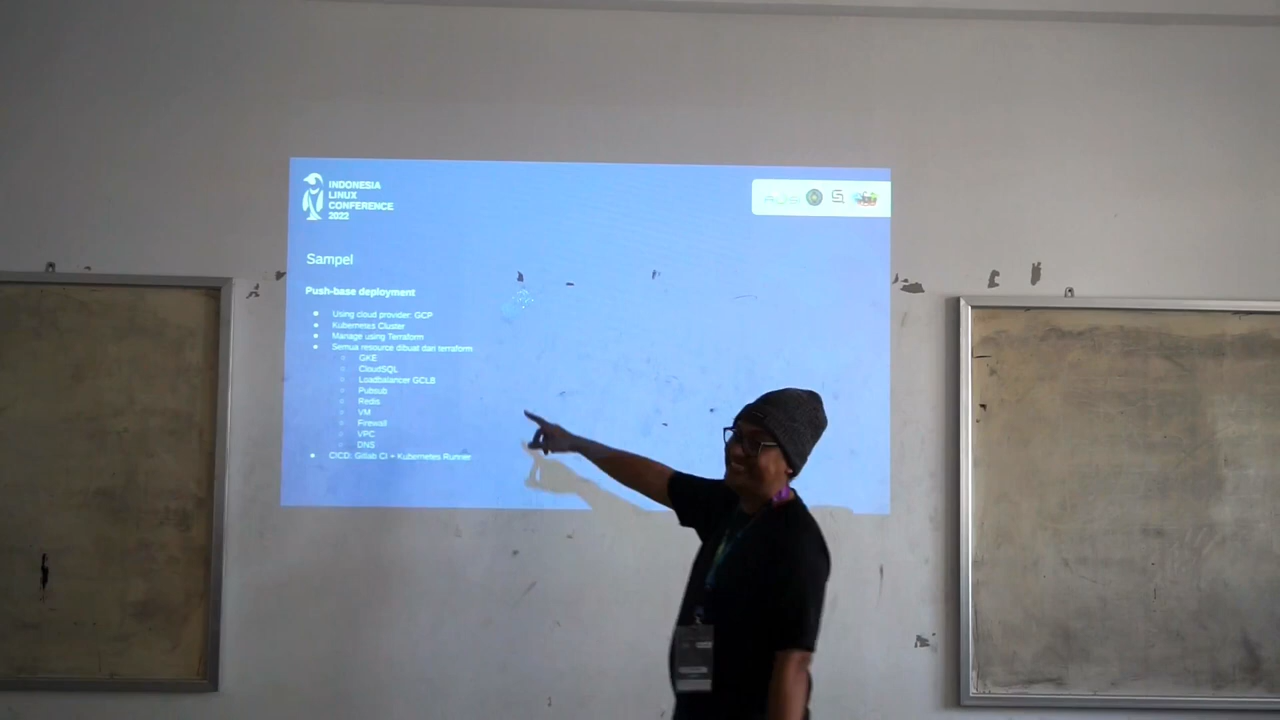 INDONESIA
LINUX
CONFERENCE
2022
Sampel
Push-base deployment
Using cloud provider: GCP
Kubernetes Cluster
Manage using Terraform
Semua resource dibuat dari terraform
GKE
CloudSQL
Loadbalancer GCLB
Pubsub
Redis
VM
Firewall
VPC
DNS
CICD: Gitlab CI + Kubernetes Runner